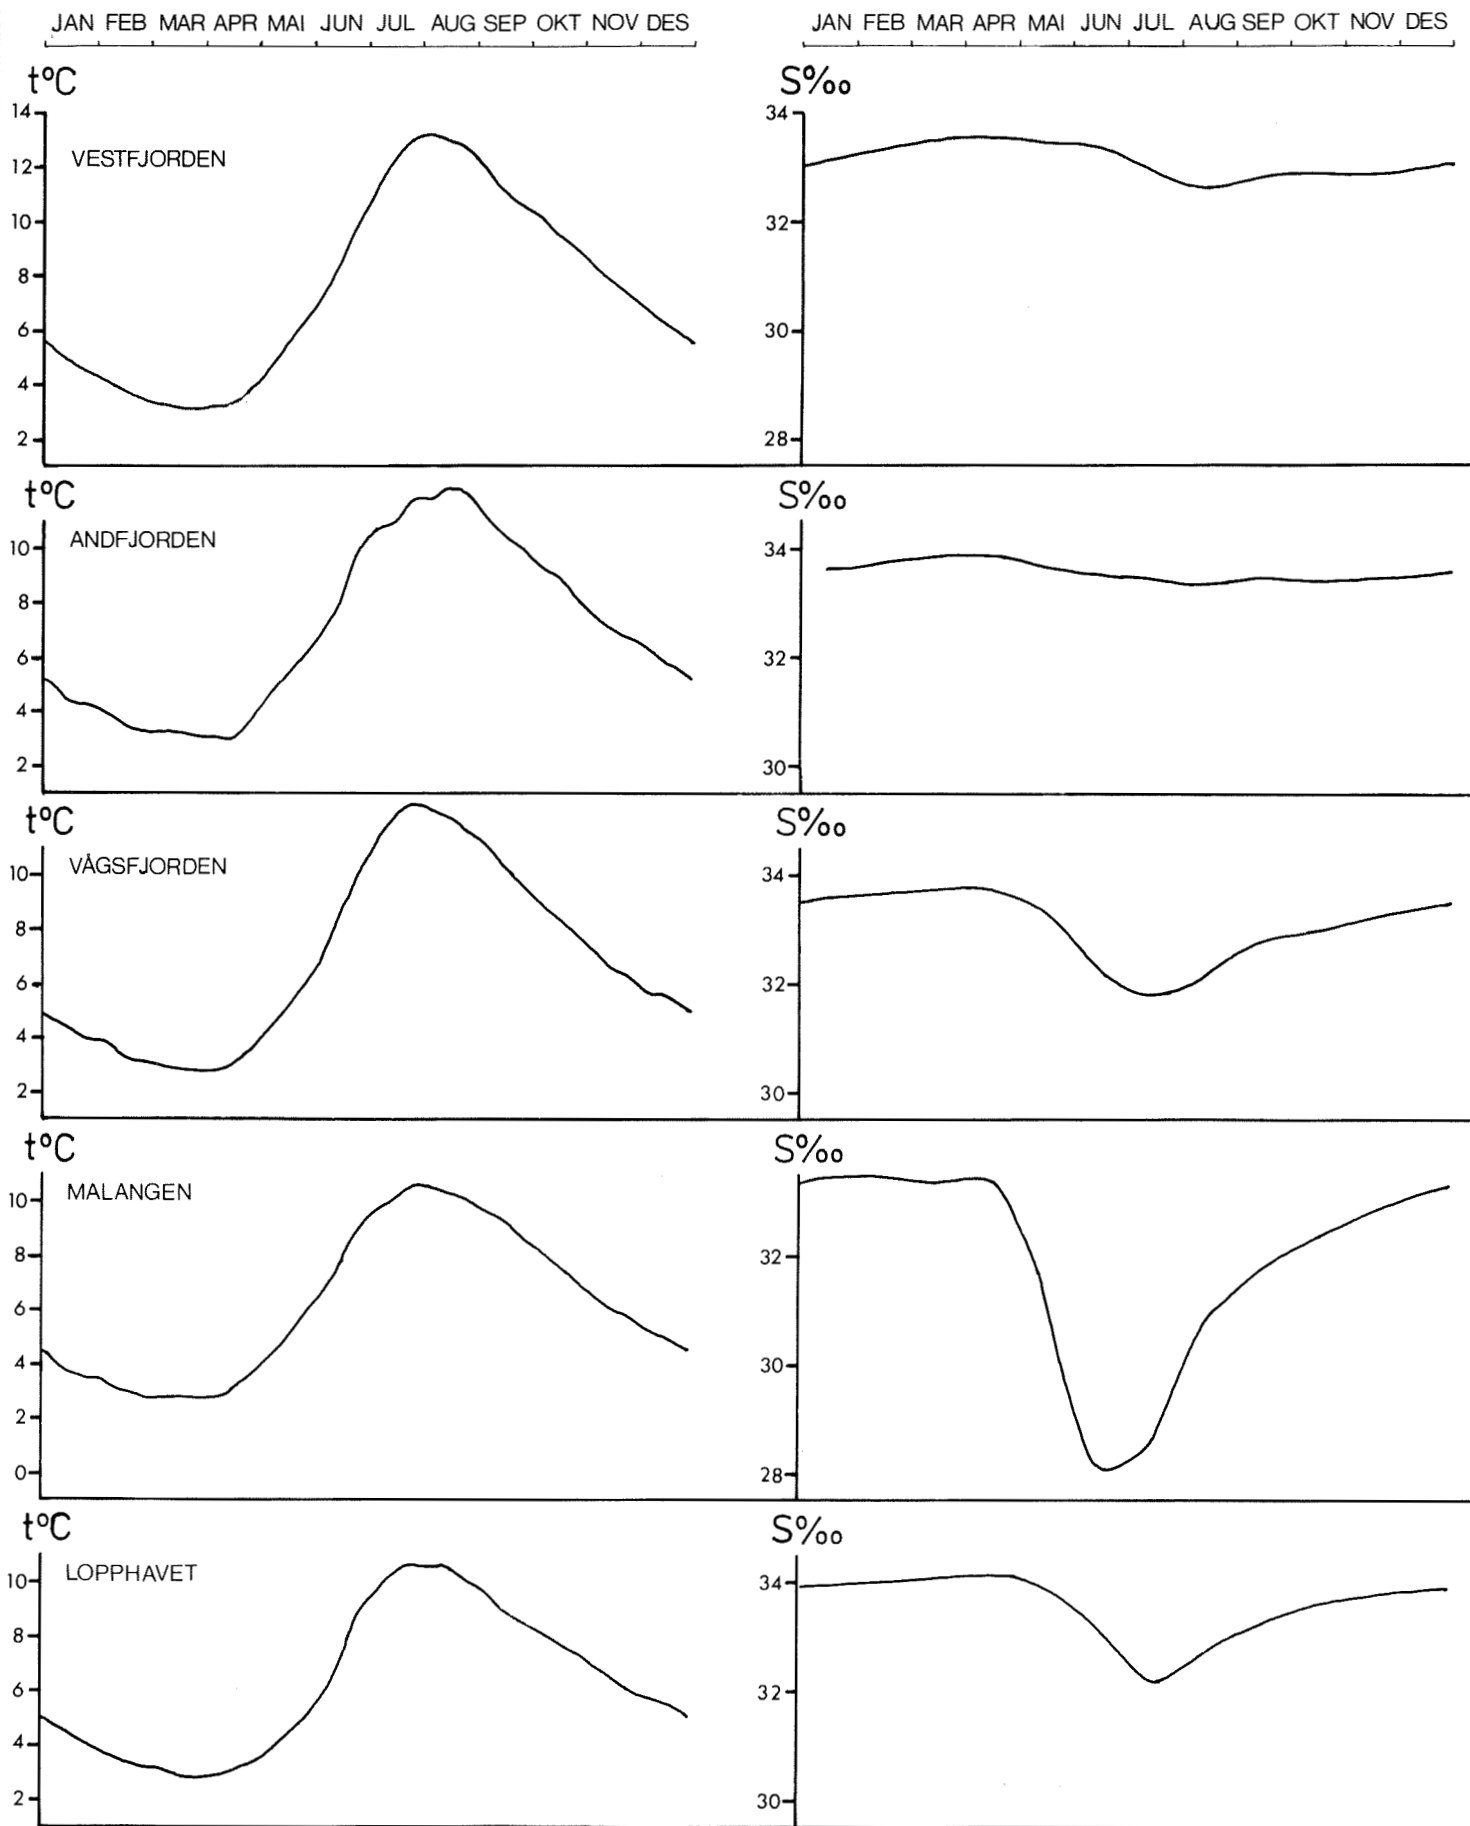 JAN FEB MAR APR MAI JUN JUL AUG SEP OKT NOV DES
JAN FEB MAR APR MAI JUN JUL AUG SEP OKT NOV DES
t°C
S‰
14
VESTFJORDEN
12
10
8
6
4
2
34
32
30
28
t°C
S‰
ANDFJORDEN
10
8
6
4
2
34
32
30
t°C
S‰
VÅGSFJORDEN
10
8
6
4
2
34
32
30
t°C
S‰
MALANGEN
10
8
6
4
2
0
32
30
28
t°C
S‰
LOPPHAVET
10
8
6
4
2
34
32
30